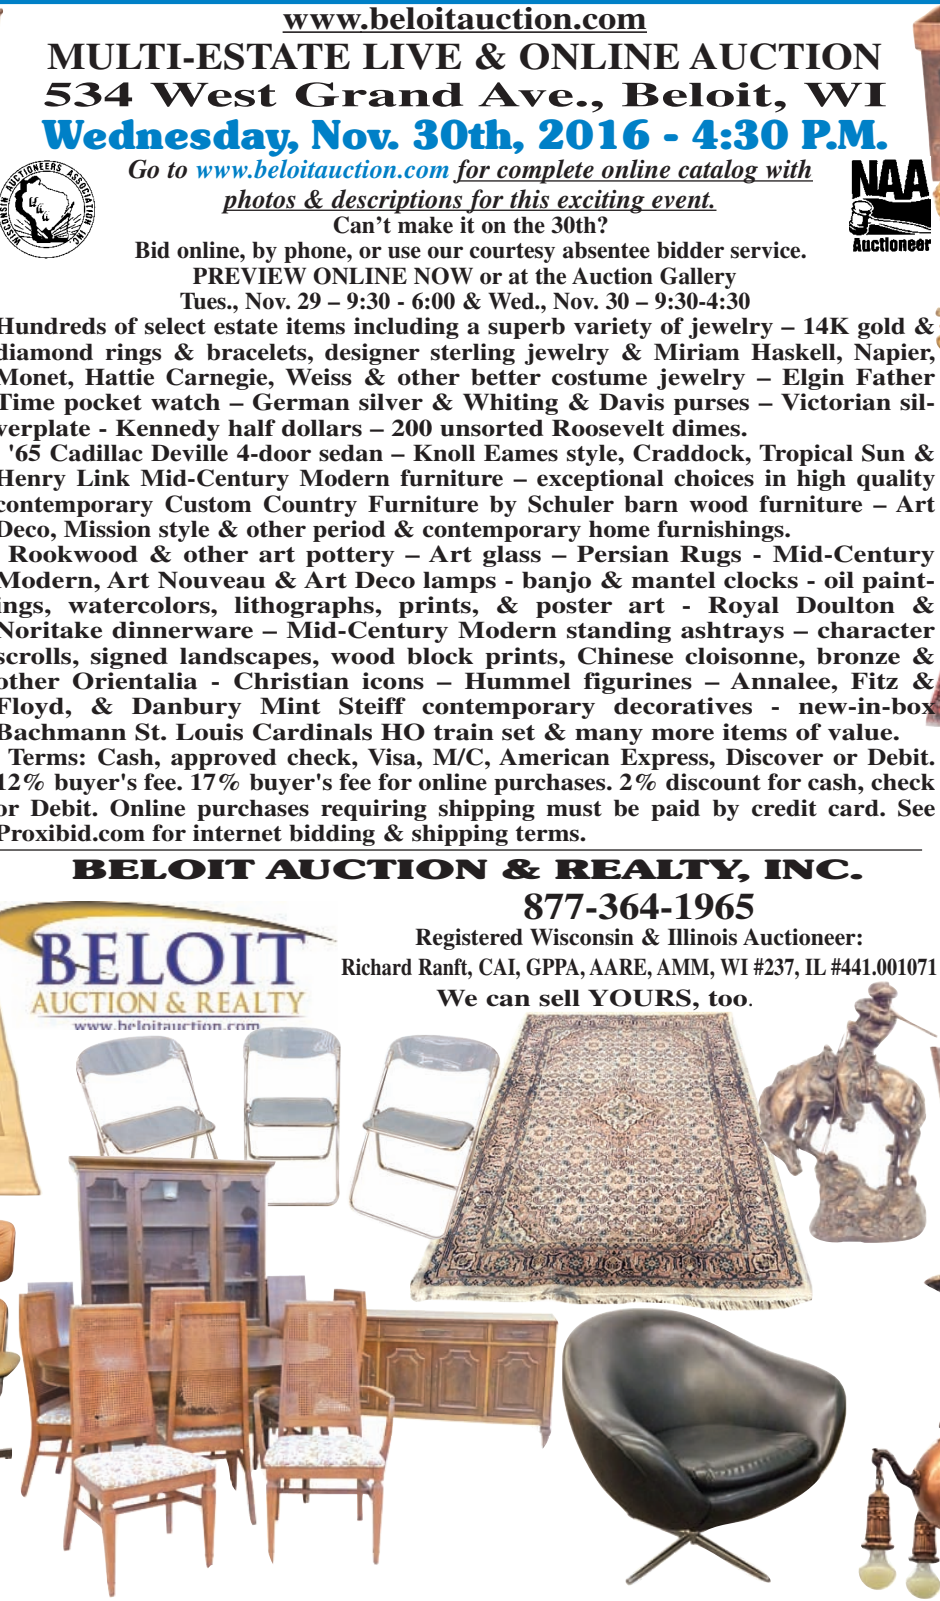 www.beloitauction.com
MULTI-ESTATE LIVE & ONLINE AUCTION
534 West Grand Ave., Beloit, WI
Wednesday, Nov. 30th, 2016 - 4:30 P.M.
Go to www.beloitauction.com for complete online catalog with
photos & descriptions for this exciting event.
WISCONSIN AUCTIONEERS ASSOCIATION INC
NAA
Auctioneer
Can't make it on the 30th?
Bid online, by phone, or use our courtesy absentee bidder service.
PREVIEW ONLINE NOW or at the Auction Gallery
Tues., Nov. 29 – 9:30 - 6:00 & Wed., Nov. 30 – 9:30-4:30
Hundreds of select estate items including a superb variety of jewelry – 14K gold &
diamond rings & bracelets, designer sterling jewelry & Miriam Haskell, Napier,
Monet, Hattie Carnegie, Weiss & other better costume jewelry – Elgin Father
Time pocket watch – German silver & Whiting & Davis purses – Victorian sil-
verplate - Kennedy half dollars – 200 unsorted Roosevelt dimes.
'65 Cadillac Deville 4-door sedan – Knoll Eames style, Craddock, Tropical Sun &
Henry Link Mid-Century Modern furniture – exceptional choices in high quality
contemporary Custom Country Furniture by Schuler barn wood furniture – Art
Deco, Mission style & other period & contemporary home furnishings.
Rookwood & other art pottery – Art glass – Persian Rugs - Mid-Century
Modern, Art Nouveau & Art Deco lamps - banjo & mantel clocks - oil paint-
ings, watercolors, lithographs, prints, & poster art - Royal Doulton &
Noritake dinnerware – Mid-Century Modern standing ashtrays – character
scrolls, signed landscapes, wood block prints, Chinese cloisonne, bronze &
other Orientalia - Christian icons – Hummel figurines – Annalee, Fitz &
Floyd, & Danbury Mint Steiff contemporary decoratives - new-in-box
Bachmann St. Louis Cardinals HO train set & many more items of value.
Terms: Cash, approved check, Visa, M/C, American Express, Discover or Debit.
12% buyer's fee. 17% buyer's fee for online purchases. 2% discount for cash, check
or Debit. Online purchases requiring shipping must be paid by credit card. See
Proxibid.com for internet bidding & shipping terms.
BELOIT AUCTION & REALTY, INC.
877-364-1965
Registered Wisconsin & Illinois Auctioneer:
Richard Ranft, CAI, GPPA, AARE, AMM, WI #237, IL #441.001071
We can sell YOURS, too.
BELOIT
AUCTION & REALTY
www.beloitauction.com